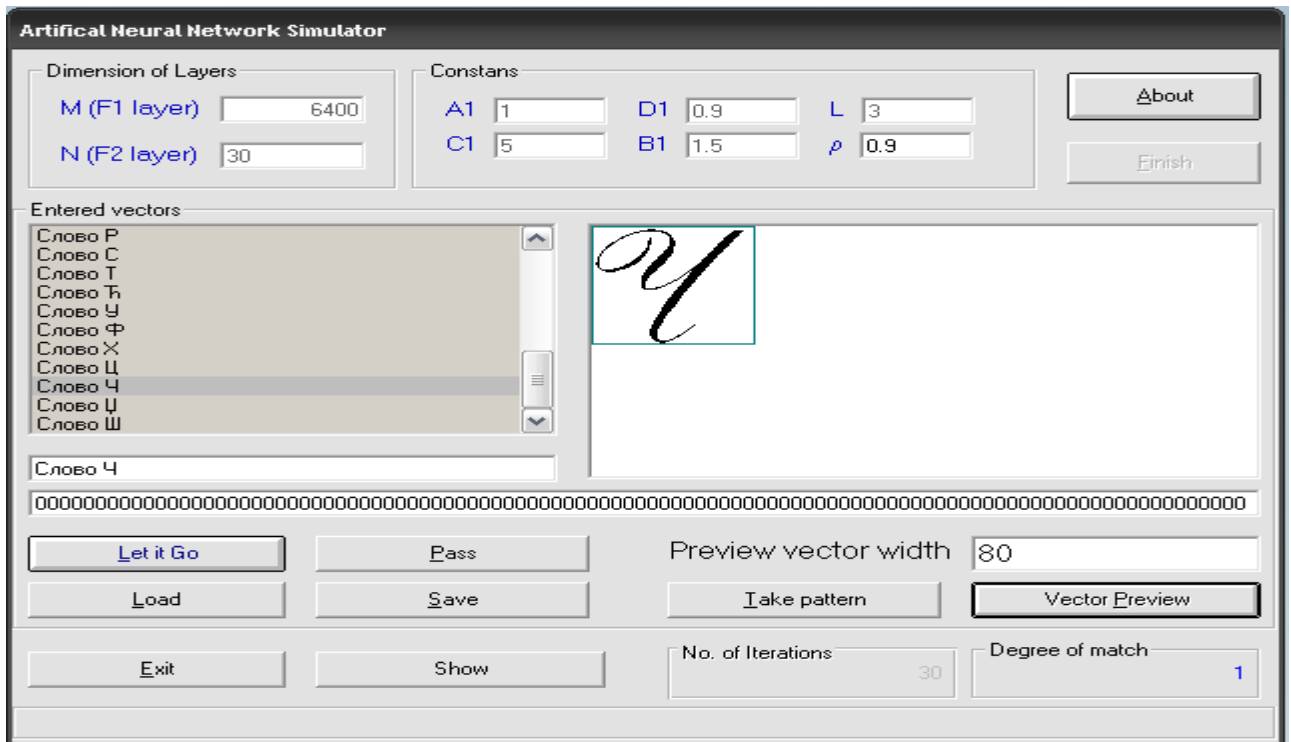 Artifical Neural Network Simulator
Dimension of Layers
M (F1 layer) 6400
N (F2 layer) 30
Constans
A1 1 D1 0.9 L 3
C1 5 B1 1.5 ρ 0.9
About
Finish
Entered vectors
Слово Р
Слово С
Слово Т
Слово Ћ
Слово У
Слово Ф
Слово Х
Слово Ц
Слово Ч
Слово Џ
Слово Ш
Ч
Слово Ч
Let it Go Pass Preview vector width 80
Load Save Take pattern Vector Preview
Exit Show
No. of Iterations
30
Degree of match
1